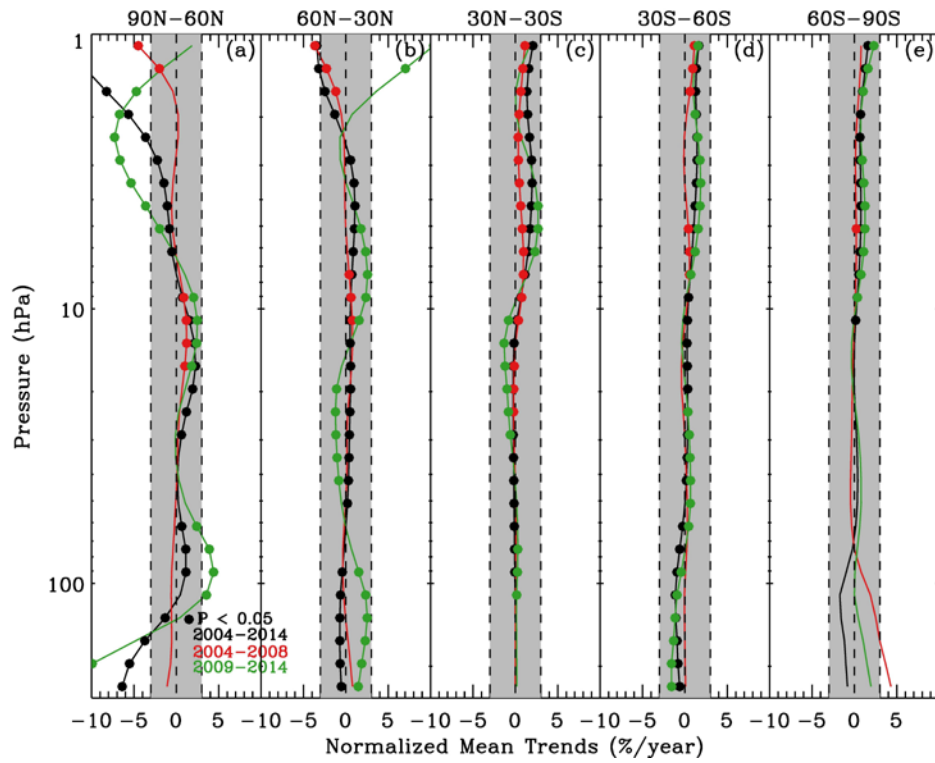 90N−60N 60N−30N 30N−30S 30S−60S 60S−90S
1
(a) (b) (c) (d) (e)
10
100
Pressure (hPa)
P < 0.05
2004−2014
2004−2008
2009−2014
−10 −5 0 5 −10 −5 0 5 −10 −5 0 5 −10 −5 0 5 −10 −5 0 5
Normalized Mean Trends (%/year)